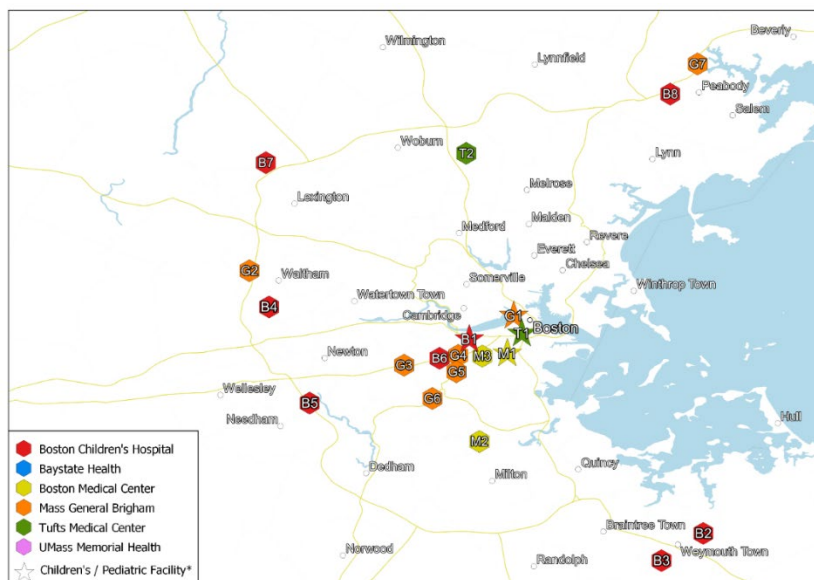 Beverly
Wilmington
Lynnfield
G7
B8
Peabody
Salem
Woburn
T2
Lynn
B7
Melrose
Lexington
Malden
Medford
Revere
Everett
Chelsea
G2
Waltham
Somerville
Winthrop Town
B4
Watertown Town
Cambridge
G1
Boston
T1
B1
M1
Newton
B6
G4
M3
G3
G5
Wellesley
B5
G6
Needham
Hull
M2
Dedham
Milton
Quincy
Braintree Town
B2
Weymouth Town
B3
Norwood
Randolph
Boston Children's Hospital
Baystate Health
Boston Medical Center
Mass General Brigham
Tufts Medical Center
UMass Memorial Health
Children's / Pediatric Facility*